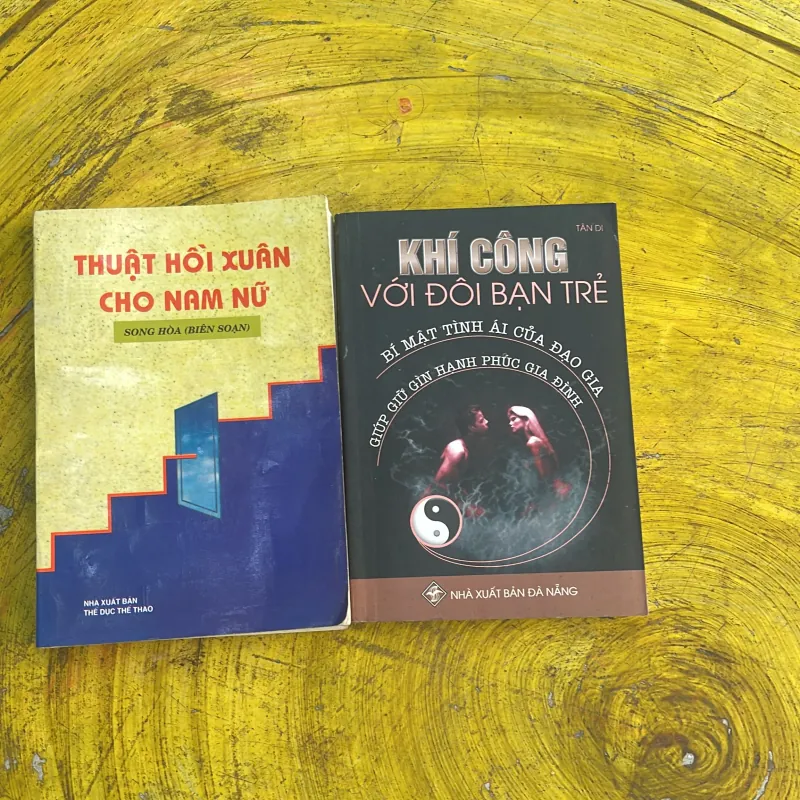 THUẬT HỒI XUÂN
CHO NAM NỮ
SONG HÒA (BIÊN SOẠN)
NHÀ XUẤT BẢN
THỂ DỤC THỂ THAO
TÂN DI
KHÍ CÔNG
VỚI ĐÔI BẠN TRẺ
BÍ MẬT TÌNH ÁI CỦA ĐẠO GIA
GIÚP GIỮ GÌN HẠNH PHÚC GIA ĐÌNH
NHÀ XUẤT BẢN ĐÀ NẴNG